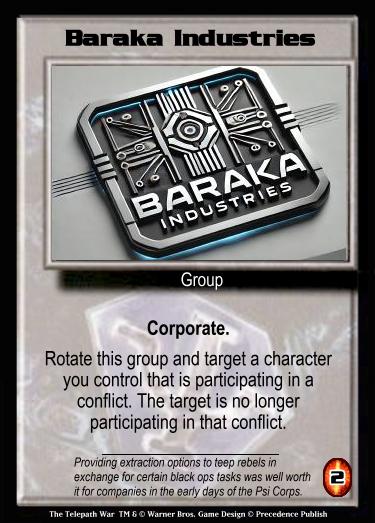 Baraka Industries
BARAKA
INDUSTRIES
Group
Corporate.
Rotate this group and target a character
you control that is participating in a
conflict. The target is no longer
participating in that conflict.
Providing extraction options to teep rebels in
exchange for certain black ops tasks was well worth
it for companies in the early days of the Psi Corps.
2
The Telepath War TM & © Warner Bros. Game Design © Precedence Publish